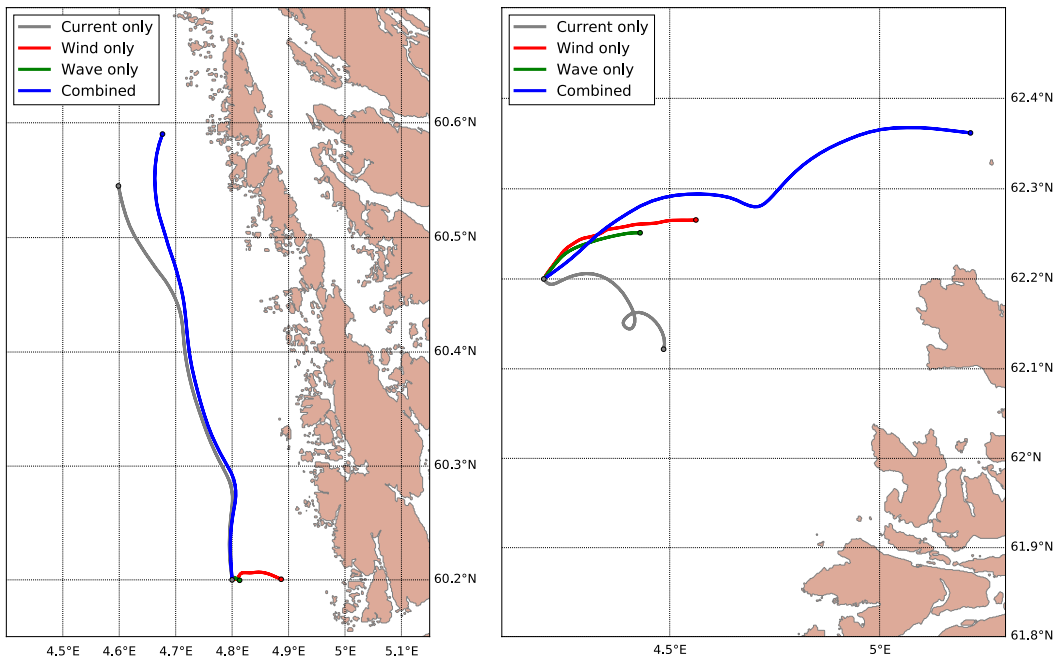 Current only
Wind only
Wave only
Combined
60.6°N
60.5°N
60.4°N
60.3°N
60.2°N
4.5°E 4.6°E 4.7°E 4.8°E 4.9°E 5°E 5.1°E
Current only
Wind only
Wave only
Combined
62.4°N
62.3°N
62.2°N
62.1°N
62°N
61.9°N
61.8°N
4.5°E 5°E